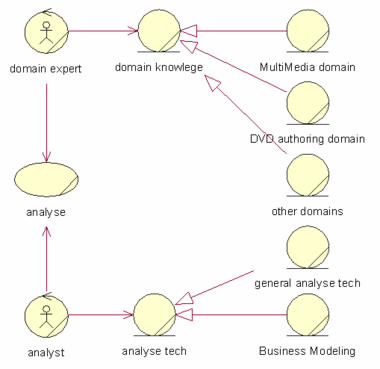 domain expert
domain knowlege
MultiMedia domain
DVD authoring domain
analyse
other domains
general analyse tech
analyst
analyse tech
Business Modeling